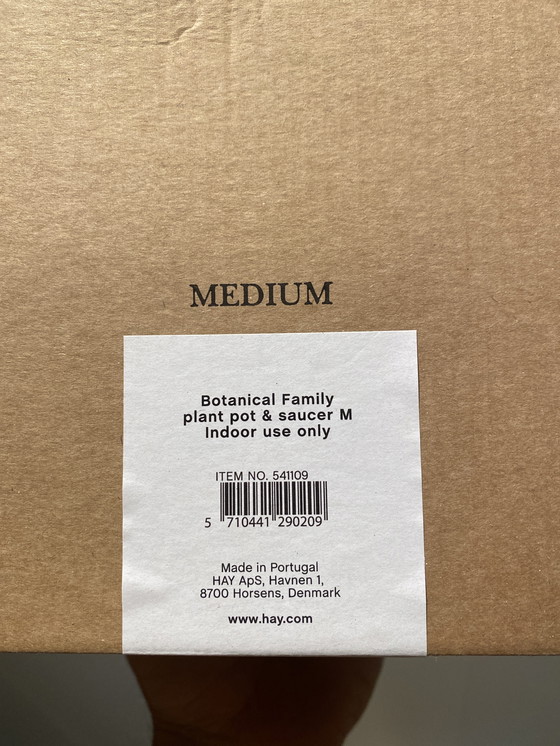 MEDIUM
Botanical Family
plant pot & saucer M
Indoor use only
ITEM NO. 541109
5 710441 290209
Made in Portugal
HAY ApS, Havnen 1,
8700 Horsens, Denmark
www.hay.com